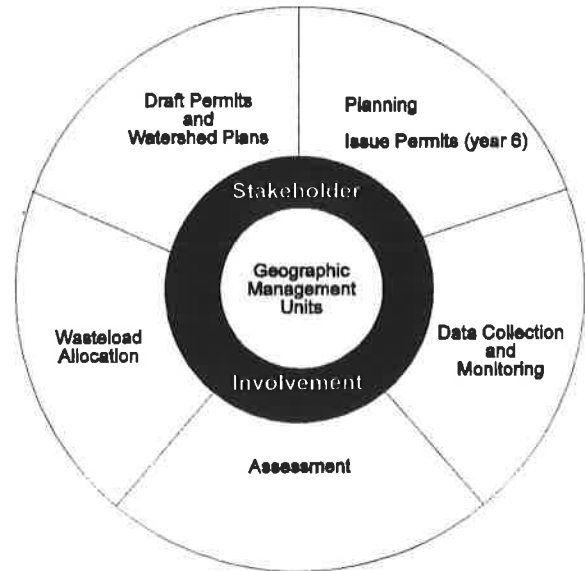 Draft Permits
and
Watershed Plans
Planning
Issue Permits (year 6)
Stakeholder
Geographic
Management
Units
Involvement
Wasteload
Allocation
Data Collection
and
Monitoring
Assessment